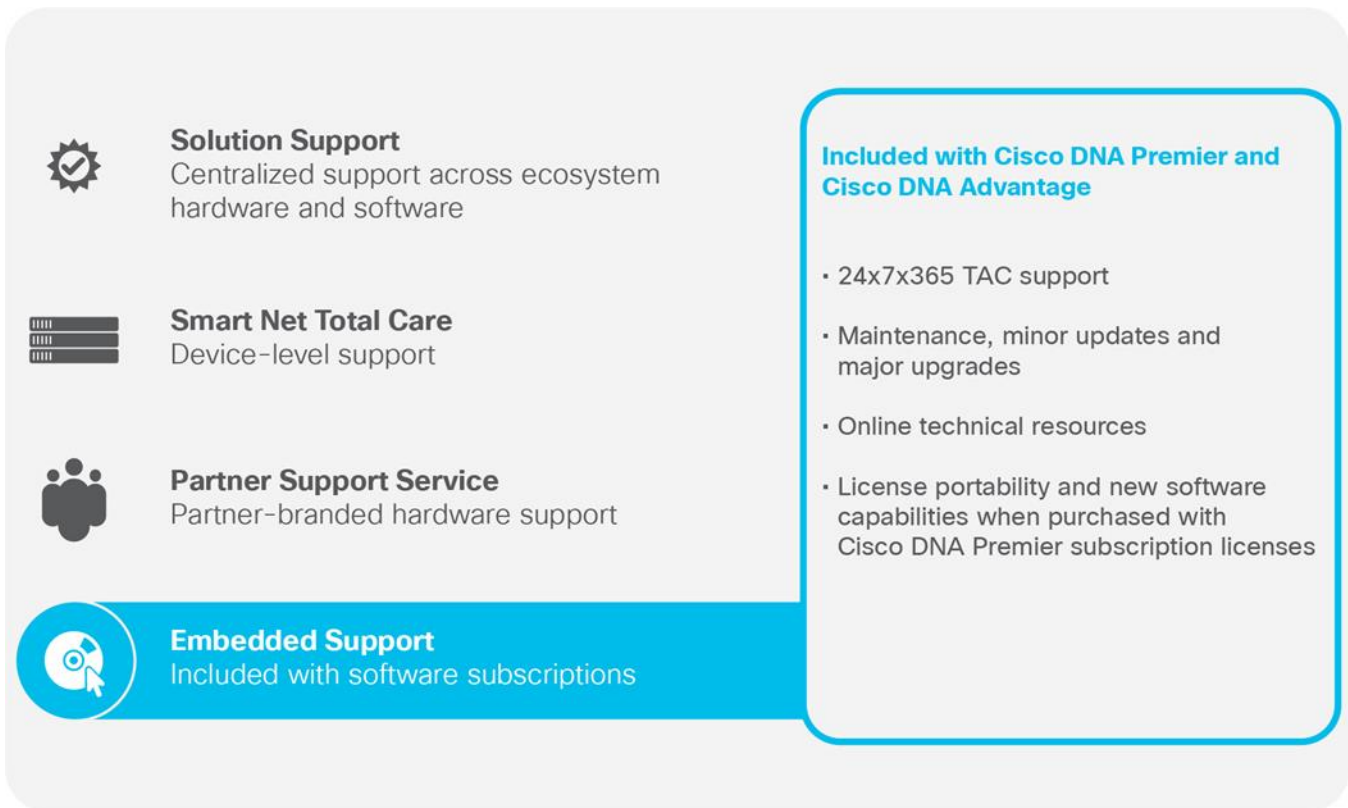 Solution Support
Centralized support across ecosystem
hardware and software
Smart Net Total Care
Device-level support
Partner Support Service
Partner-branded hardware support
Embedded Support
Included with software subscriptions
Included with Cisco DNA Premier and
Cisco DNA Advantage
· 24x7x365 TAC support
· Maintenance, minor updates and
major upgrades
· Online technical resources
· License portability and new software
capabilities when purchased with
Cisco DNA Premier subscription licenses